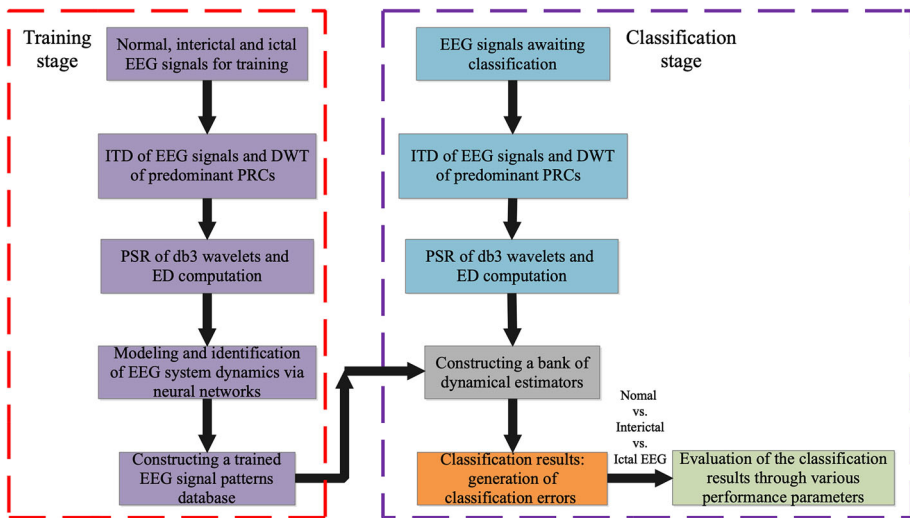 Training
stage
Normal, interictal and ictal
EEG signals for training
ITD of EEG signals and DWT
of predominant PRCs
PSR of db3 wavelets and
ED computation
Modeling and identification
of EEG system dynamics via
neural networks
Constructing a trained
EEG signal patterns
database
EEG signals awaiting
classification
Classification
stage
ITD of EEG signals and DWT
of predominant PRCs
PSR of db3 wavelets and
ED computation
Constructing a bank of
dynamical estimators
Classification results:
generation of
classification errors
Nomal
vs.
Interictal
vs.
Ictal EEG
Evaluation of the classification
results through various
performance parameters